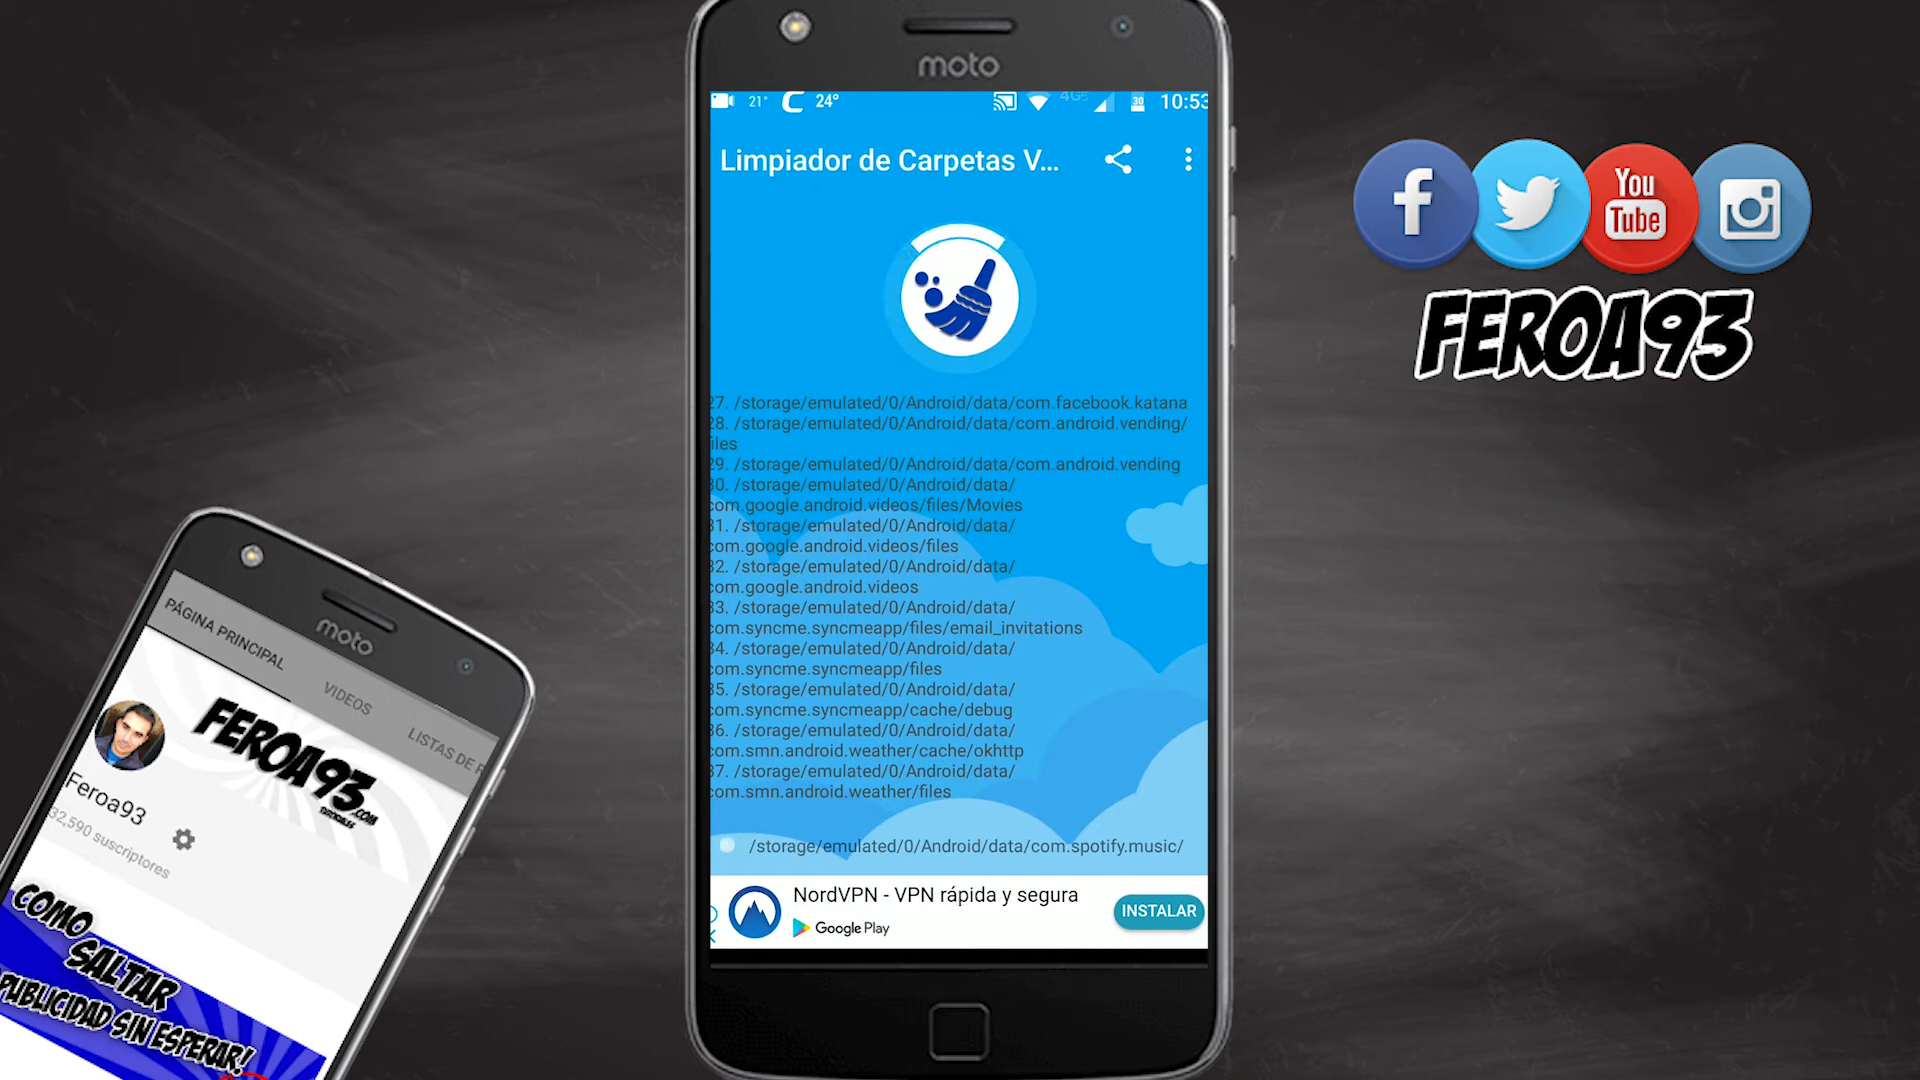 moto
21° 24° 4G 30 10:53
Limpiador de Carpetas V...
27. /storage/emulated/0/Android/data/com.facebook.katana
28. /storage/emulated/0/Android/data/com.android.vending/
files
29. /storage/emulated/0/Android/data/com.android.vending
30. /storage/emulated/0/Android/data/
com.google.android.videos/files/Movies
31. /storage/emulated/0/Android/data/
com.google.android.videos/files
32. /storage/emulated/0/Android/data/
com.google.android.videos
33. /storage/emulated/0/Android/data/
com.syncme.syncmeapp/files/email_invitations
34. /storage/emulated/0/Android/data/
com.syncme.syncmeapp/files
35. /storage/emulated/0/Android/data/
com.syncme.syncmeapp/cache/debug
36. /storage/emulated/0/Android/data/
com.smn.android.weather/cache/okhttp
37. /storage/emulated/0/Android/data/
com.smn.android.weather/files
/storage/emulated/0/Android/data/com.spotify.music/
NordVPN - VPN rápida y segura
Google Play
INSTALAR
You
Tube
FEROA93
moto
PÁGINA PRINCIPAL VIDEOS LISTAS DE R
FEROA93
.COM
Feroa93
32,590 suscriptores
COMO
SALTAR
PUBLICIDAD SIN ESPERAR!